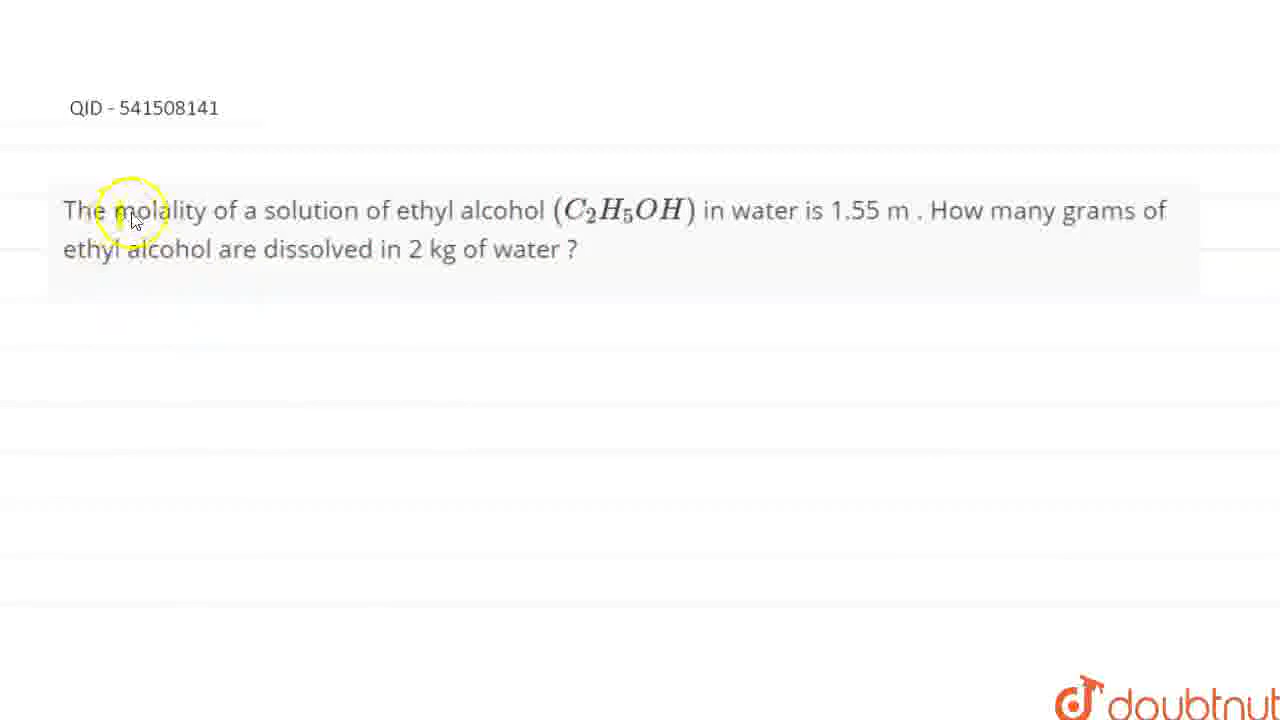 QID - 541508141
The molality of a solution of ethyl alcohol (C₂H₅OH) in water is 1.55 m . How many grams of
ethyl alcohol are dissolved in 2 kg of water ?
doubtnut